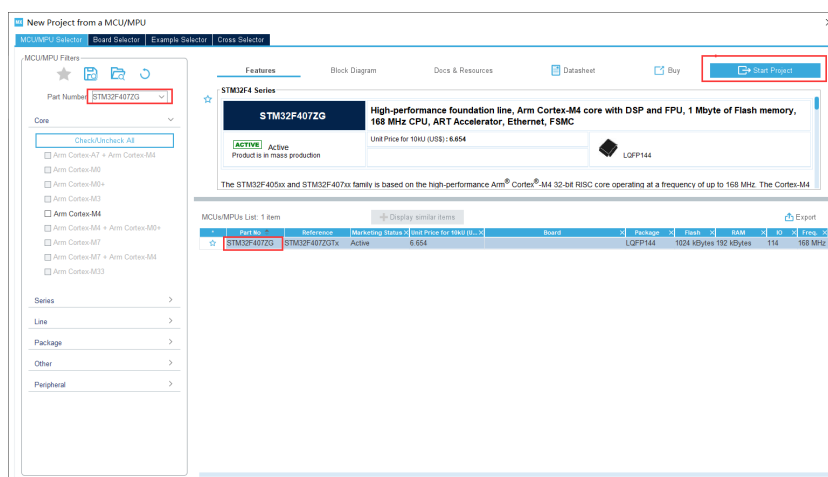 MX New Project from a MCU/MPU
MCU/MPU Selector Board Selector Example Selector Cross Selector
MCU/MPU Filters
Part Number STM32F407ZG
Core
Check/Uncheck All
Arm Cortex-A7 + Arm Cortex-M4
Arm Cortex-M0
Arm Cortex-M0+
Arm Cortex-M3
Arm Cortex-M4
Arm Cortex-M4 + Arm Cortex-M0+
Arm Cortex-M7
Arm Cortex-M7 + Arm Cortex-M4
Arm Cortex-M33
Series
Line
Package
Other
Peripheral
Features Block Diagram Docs & Resources Datasheet Buy Start Project
STM32F4 Series
STM32F407ZG
High-performance foundation line, Arm Cortex-M4 core with DSP and FPU, 1 Mbyte of Flash memory,
168 MHz CPU, ART Accelerator, Ethernet, FSMC
ACTIVE Active
Product is in mass production
Unit Price for 10kU (US$) : 6.654
LQFP144
The STM32F405xx and STM32F407xx family is based on the high-performance Arm® Cortex®-M4 32-bit RISC core operating at a frequency of up to 168 MHz. The Cortex-M4
MCUs/MPUs List: 1 item Display similar items Export
* Part No Reference Marketing Status X Unit Price for 10kU (U... X Board X Package X Flash X RAM X IO X Freq. X
STM32F407ZG STM32F407ZGTx Active 6.654 LQFP144 1024 kBytes 192 kBytes 114 168 MHz